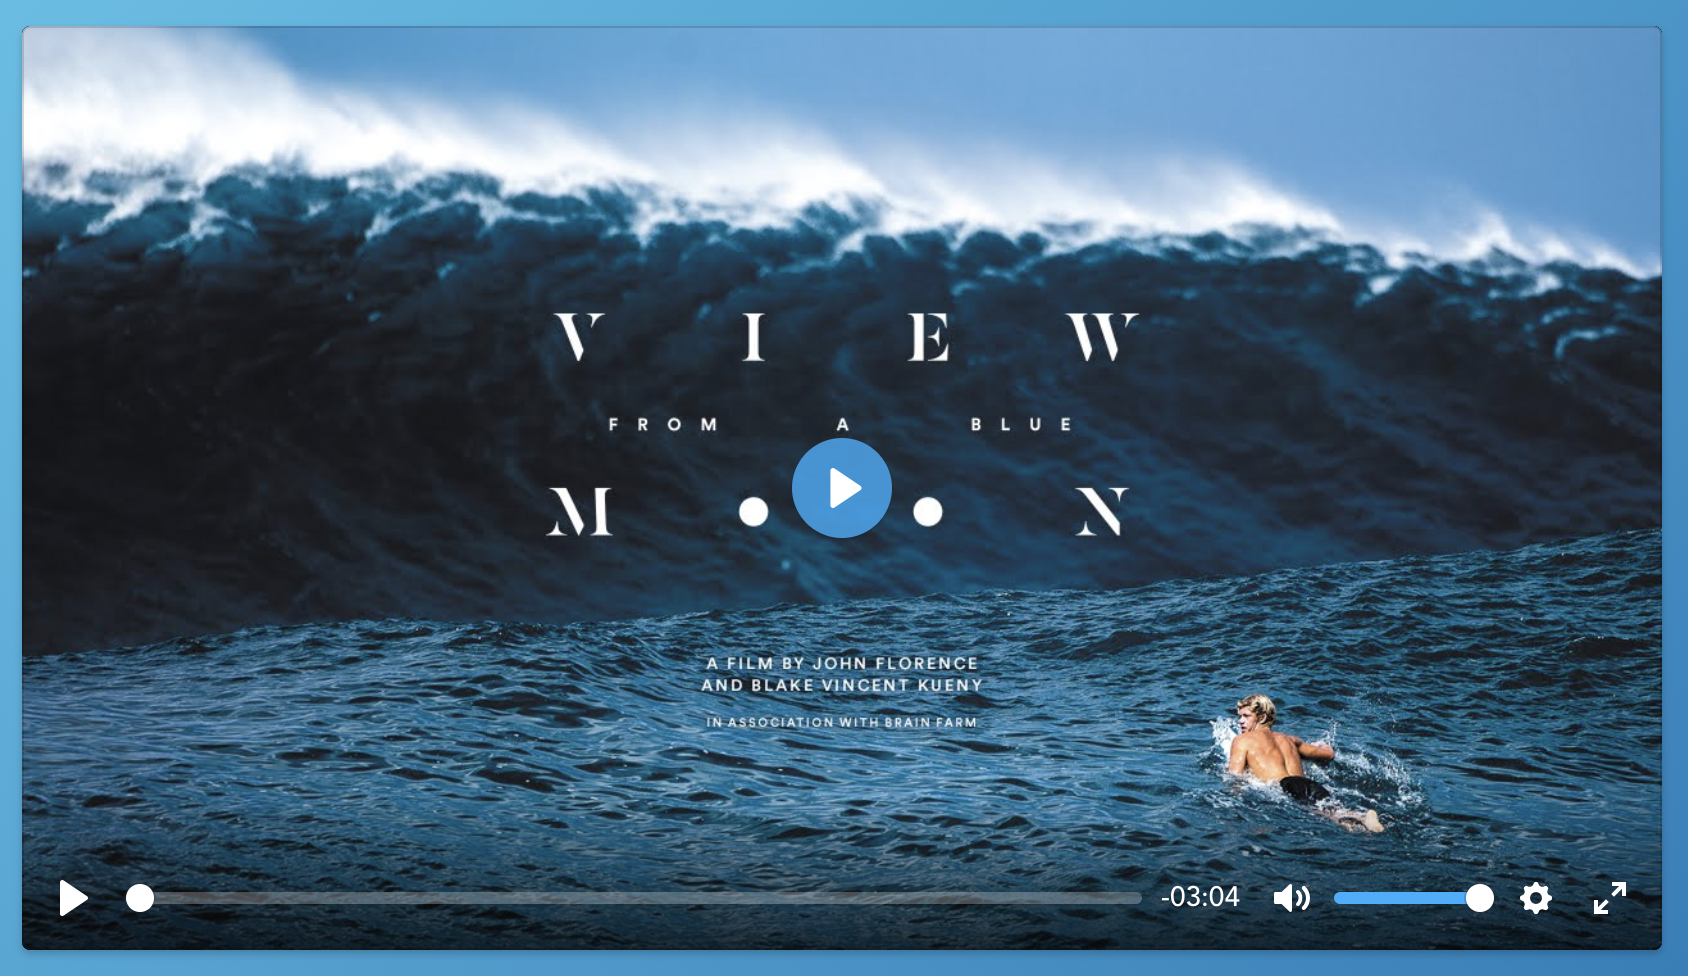 VIEW
FROM A BLUE
M●●N
A FILM BY JOHN FLORENCE
AND BLAKE VINCENT KUENY
IN ASSOCIATION WITH BRAIN FARM
-03:04